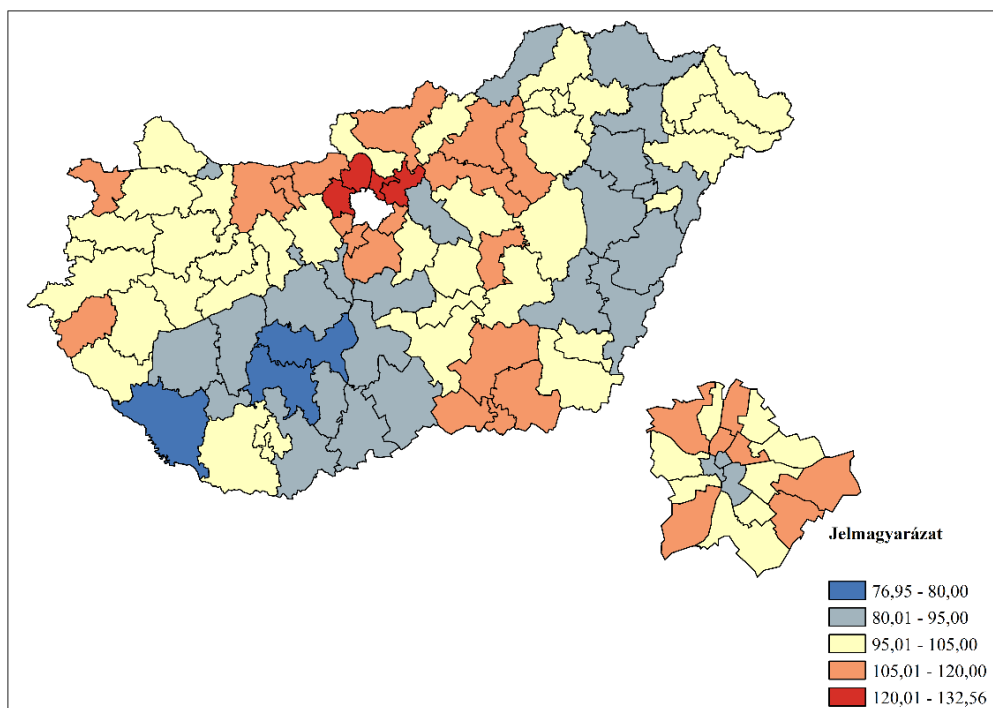 Jelmagyarázat
76,95 - 80,00
80,01 - 95,00
95,01 - 105,00
105,01 - 120,00
120,01 - 132,56